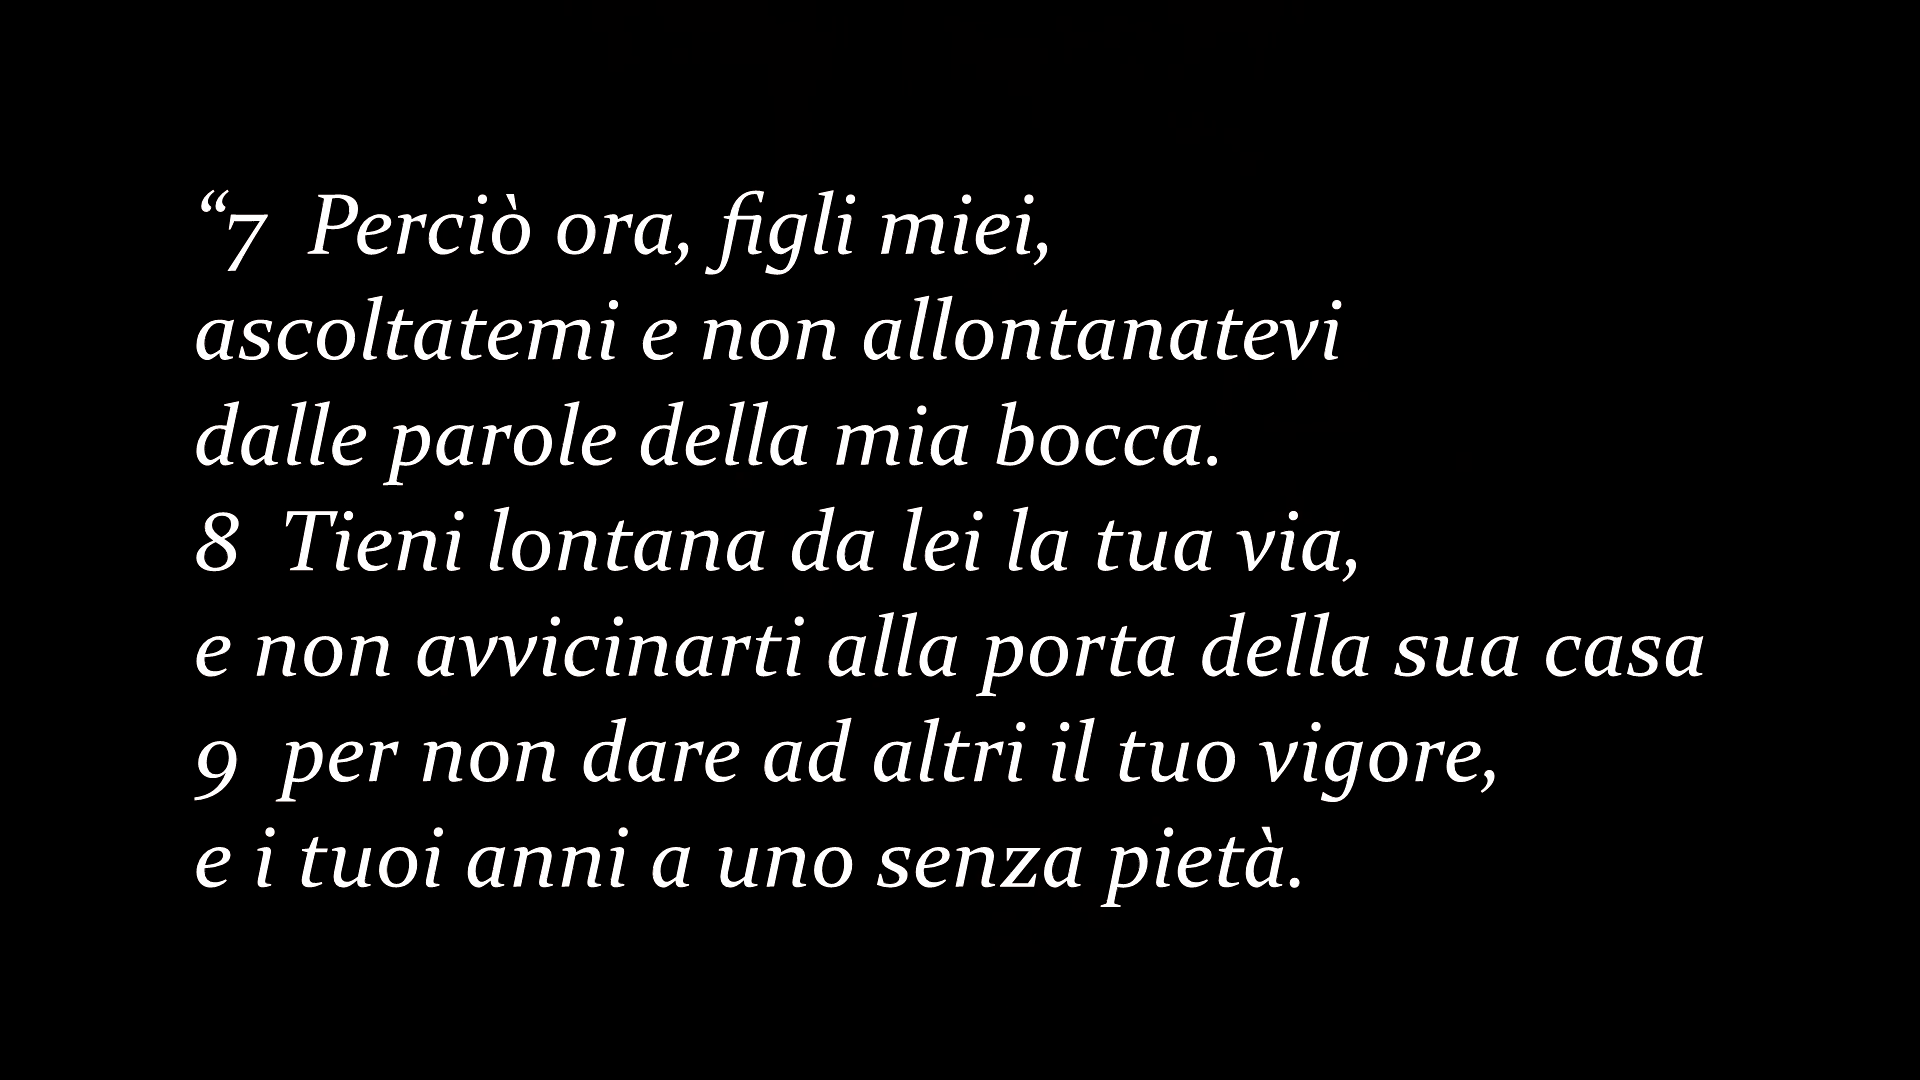 “7  Perciò ora, figli miei,
ascoltatemi e non allontanatevi
dalle parole della mia bocca.
8  Tieni lontana da lei la tua via,
e non avvicinarti alla porta della sua casa
9  per non dare ad altri il tuo vigore,
e i tuoi anni a uno senza pietà.